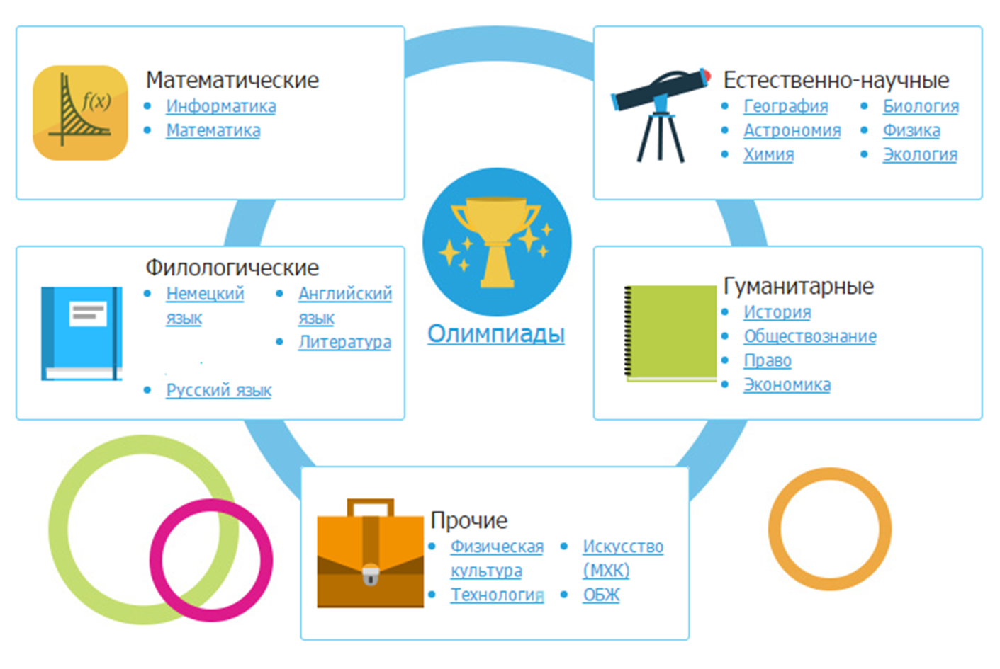 Математические
Информатика
Математика
f(x)
Естественно-научные
География
Астрономия
Химия
Биология
Физика
Экология
Филологические
Немецкий
язык
Русский язык
Английский
язык
Литература
Олимпиады
Гуманитарные
История
Обществознание
Право
Экономика
Прочие
Физическая
культура
Технология
Искусство
(МХК)
ОБЖ